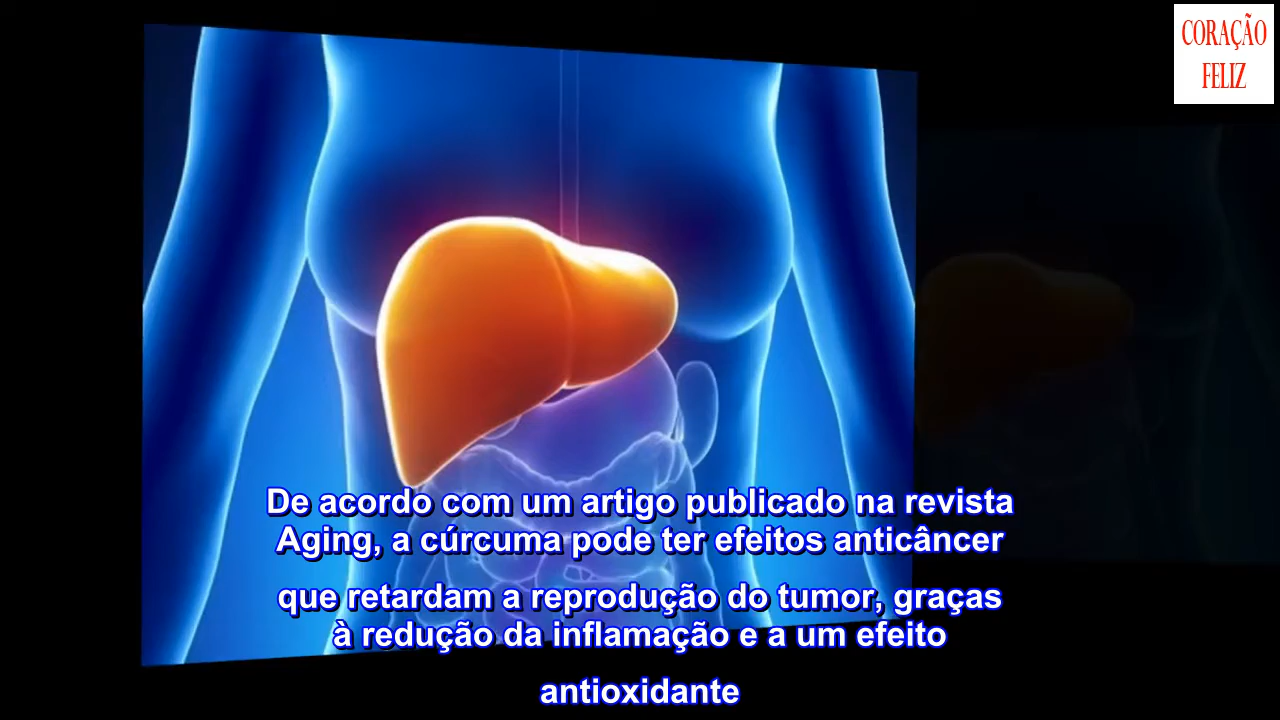 CORAÇÃO
FELIZ
De acordo com um artigo publicado na revista
Aging, a cúrcuma pode ter efeitos anticâncer
que retardam a reprodução do tumor, graças
à redução da inflamação e a um efeito
antioxidante